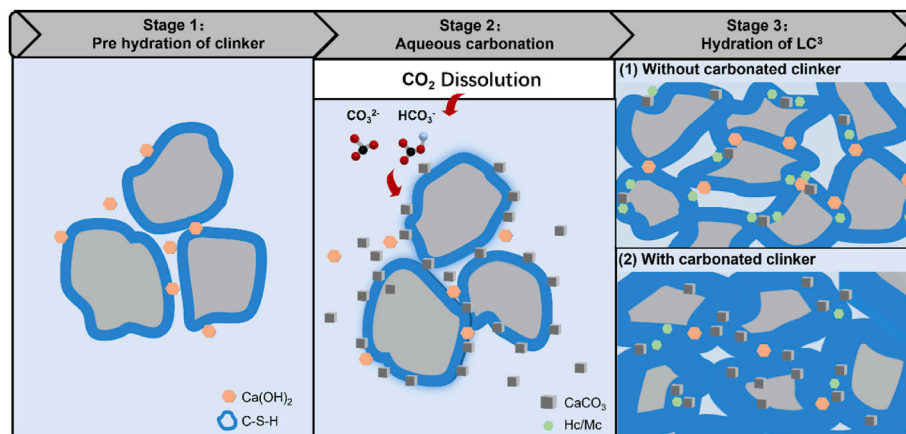 Stage 1:
Pre hydration of clinker
Stage 2:
Aqueous carbonation
Stage 3:
Hydration of LC³
CO₂ Dissolution
CO₃²⁻
HCO₃⁻
Ca(OH)₂
C-S-H
CaCO₃
Hc/Mc
(1) Without carbonated clinker
(2) With carbonated clinker